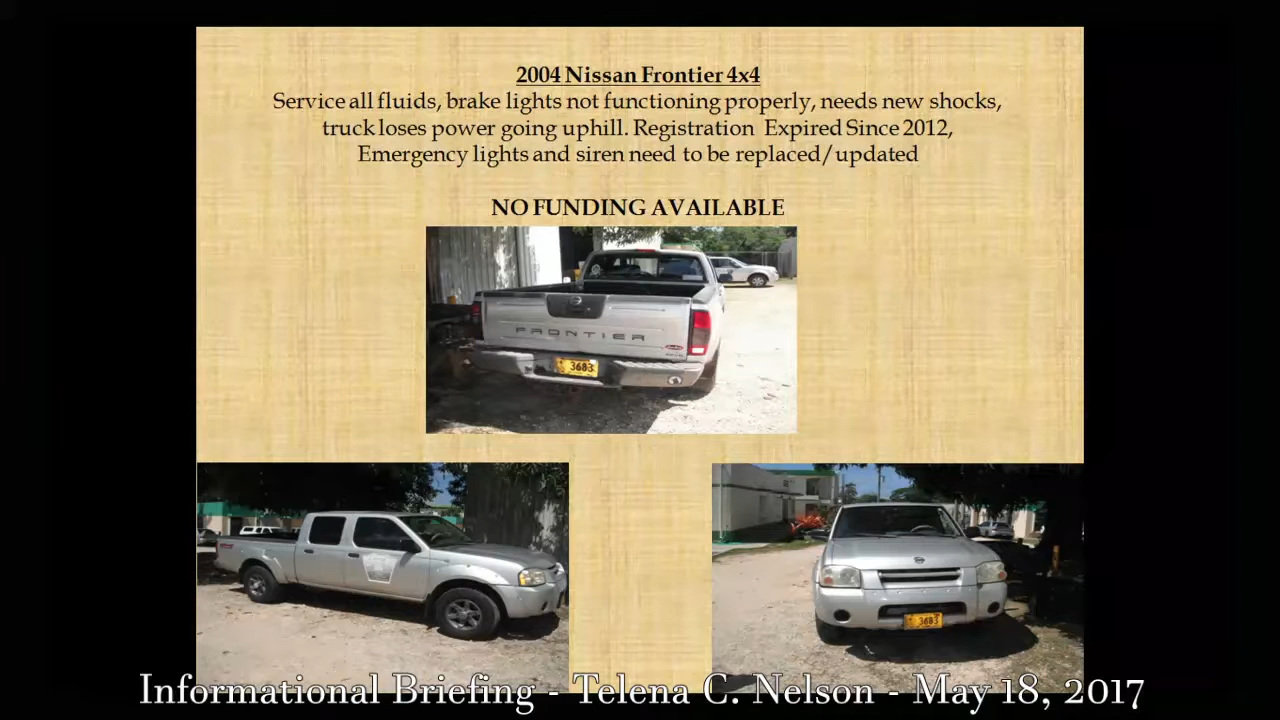 2004 Nissan Frontier 4x4
Service all fluids, brake lights not functioning properly, needs new shocks,
truck loses power going uphill. Registration Expired Since 2012,
Emergency lights and siren need to be replaced/updated
NO FUNDING AVAILABLE
FRONTIER
3683
3683
Informational Briefing - Telena C. Nelson - May 18, 2017